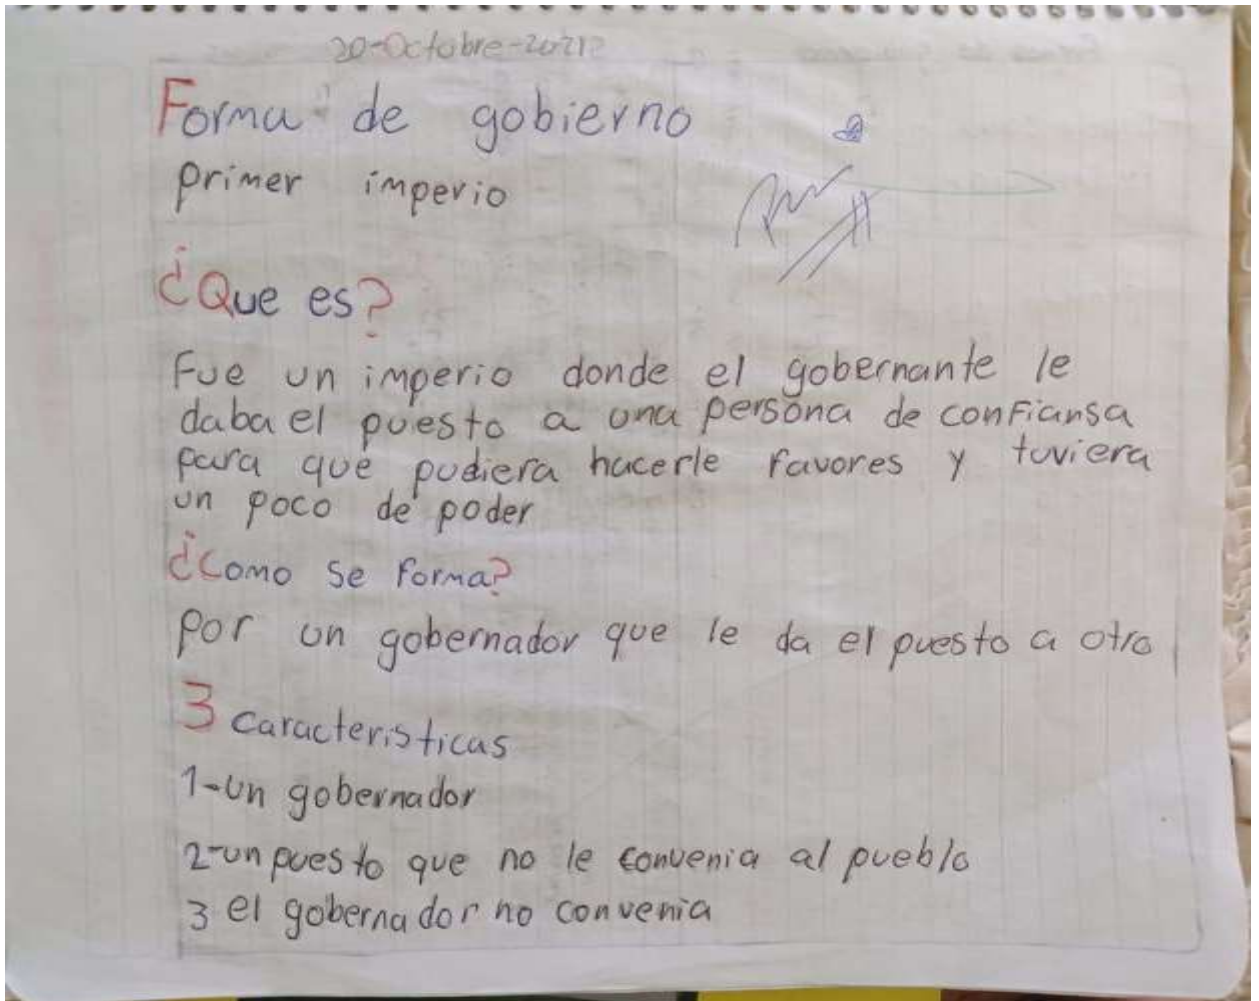 20-Octubre-2021
Forma de gobierno
primer imperio
¿Que es?
Fue un imperio donde el gobernante le
daba el puesto a una persona de confiansa
para que pudiera hacerle favores y tuviera
un poco de poder
¿Como se forma?
por un gobernador que le da el puesto a otro
3 caracteristicas
1-un gobernador
2-un puesto que no le convenia al pueblo
3 el gobernador no convenia